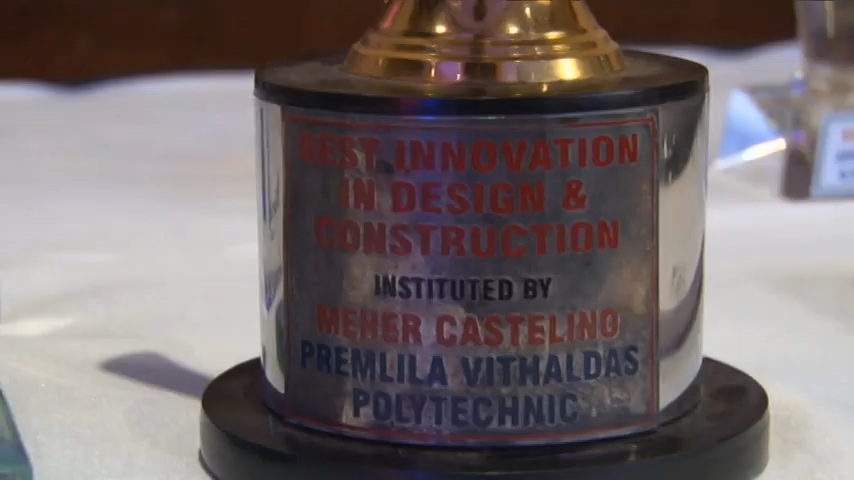 BEST INNOVATION
IN DESIGN &
CONSTRUCTION
INSTITUTED BY
MEHER CASTELINO
PREMLILA VITHALDAS
POLYTECHNIC